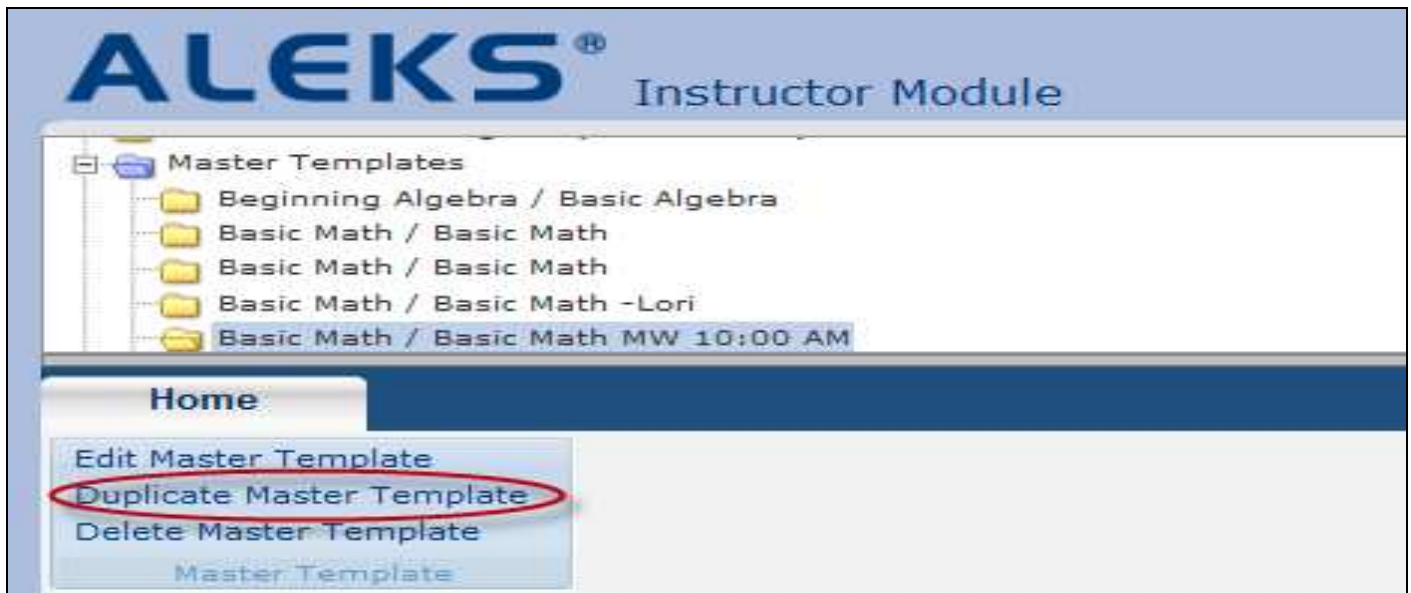 ALEKS® Instructor Module
Master Templates
Beginning Algebra / Basic Algebra
Basic Math / Basic Math
Basic Math / Basic Math
Basic Math / Basic Math -Lori
Basic Math / Basic Math MW 10:00 AM
Home
Edit Master Template
Duplicate Master Template
Delete Master Template
Master Template